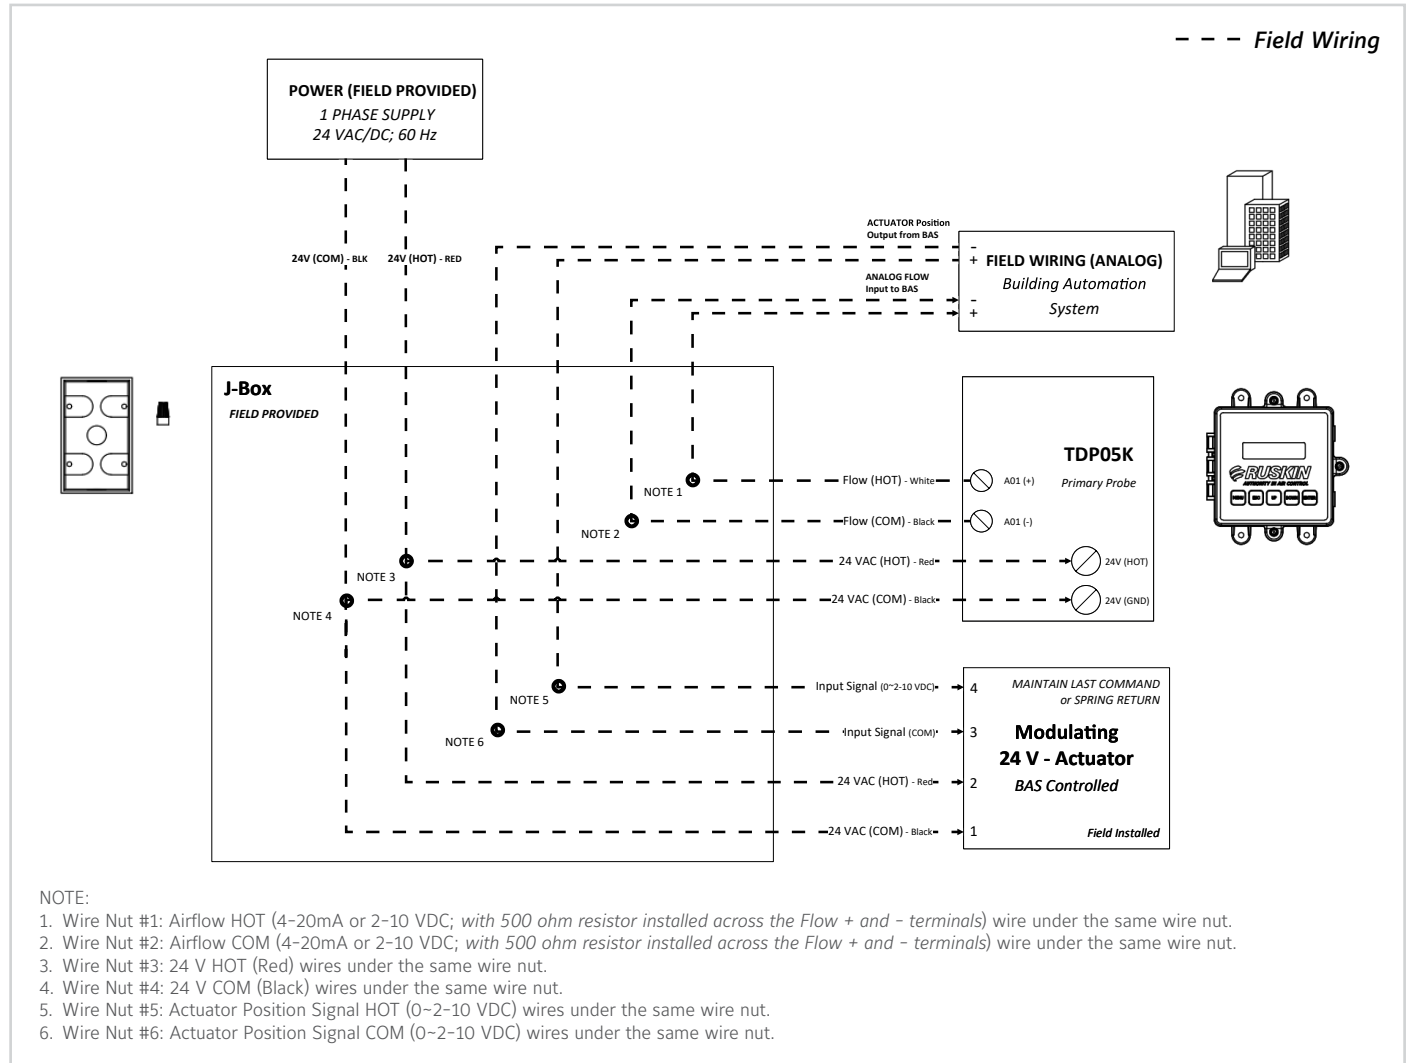 – – – Field Wiring
POWER (FIELD PROVIDED)
1 PHASE SUPPLY
24 VAC/DC; 60 Hz
24V (COM) - BLK
24V (HOT) - RED
ACTUATOR Position
Output from BAS
ANALOG FLOW
Input to BAS
-
+
-
+
FIELD WIRING (ANALOG)
Building Automation
System
J-Box
FIELD PROVIDED
NOTE 1
NOTE 2
NOTE 3
NOTE 4
NOTE 5
NOTE 6
Flow (HOT) - White
Flow (COM) - Black
24 VAC (HOT) - Red
24 VAC (COM) - Black
TDP05K
Primary Probe
A01 (+)
A01 (-)
24V (HOT)
24V (GND)
RUSKIN
AUTHORITY IN AIR CONTROL
MENU ESC UP DOWN ENTER
Input Signal (0~2-10 VDC)
Input Signal (COM)
24 VAC (HOT) - Red
24 VAC (COM) - Black
4
3
2
1
MAINTAIN LAST COMMAND
or SPRING RETURN
Modulating
24 V - Actuator
BAS Controlled
Field Installed
NOTE:
1. Wire Nut #1: Airflow HOT (4-20mA or 2-10 VDC; with 500 ohm resistor installed across the Flow + and - terminals) wire under the same wire nut.
2. Wire Nut #2: Airflow COM (4-20mA or 2-10 VDC; with 500 ohm resistor installed across the Flow + and - terminals) wire under the same wire nut.
3. Wire Nut #3: 24 V HOT (Red) wires under the same wire nut.
4. Wire Nut #4: 24 V COM (Black) wires under the same wire nut.
5. Wire Nut #5: Actuator Position Signal HOT (0~2-10 VDC) wires under the same wire nut.
6. Wire Nut #6: Actuator Position Signal COM (0~2-10 VDC) wires under the same wire nut.